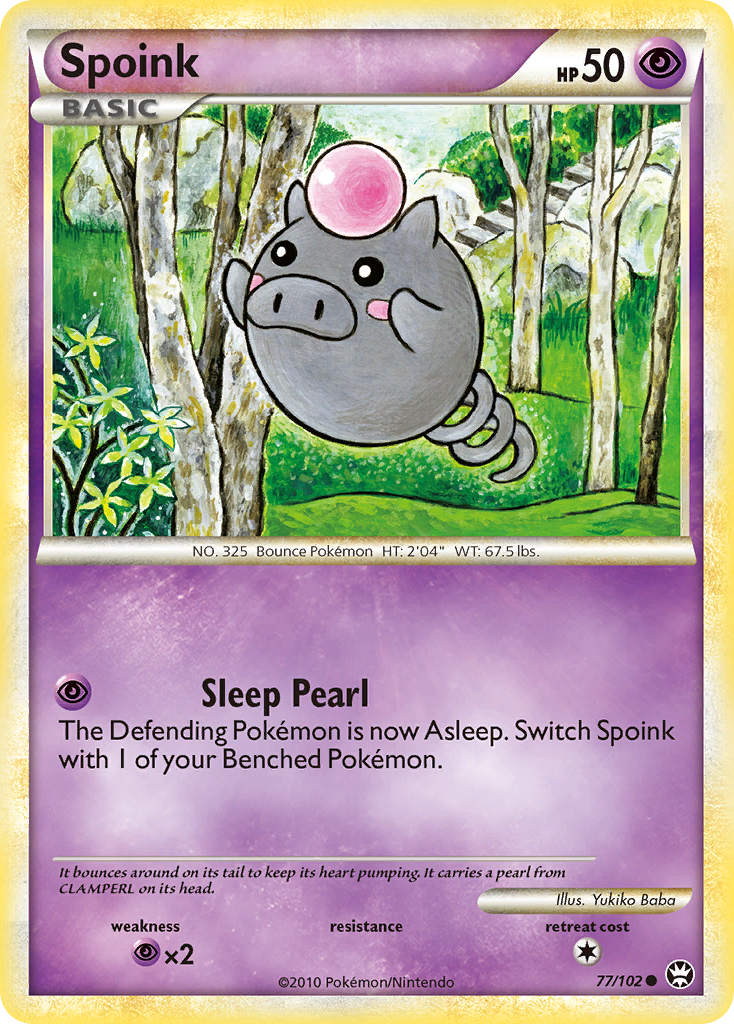 Spoink
HP 50
BASIC
NO. 325 Bounce Pokémon HT: 2'04" WT: 67.5 lbs.
Sleep Pearl
The Defending Pokémon is now Asleep. Switch Spoink
with 1 of your Benched Pokémon.
It bounces around on its tail to keep its heart pumping. It carries a pearl from
CLAMPERL on its head.
Illus. Yukiko Baba
weakness resistance retreat cost
×2
©2010 Pokémon/Nintendo
77/102